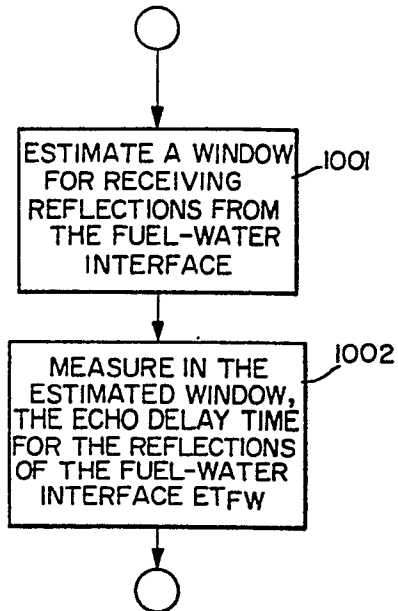 ESTIMATE A WINDOW
FOR RECEIVING
REFLECTIONS FROM
THE FUEL-WATER
INTERFACE
1001
MEASURE IN THE
ESTIMATED WINDOW,
THE ECHO DELAY TIME
FOR THE REFLECTIONS
OF THE FUEL-WATER
INTERFACE ETFW
1002